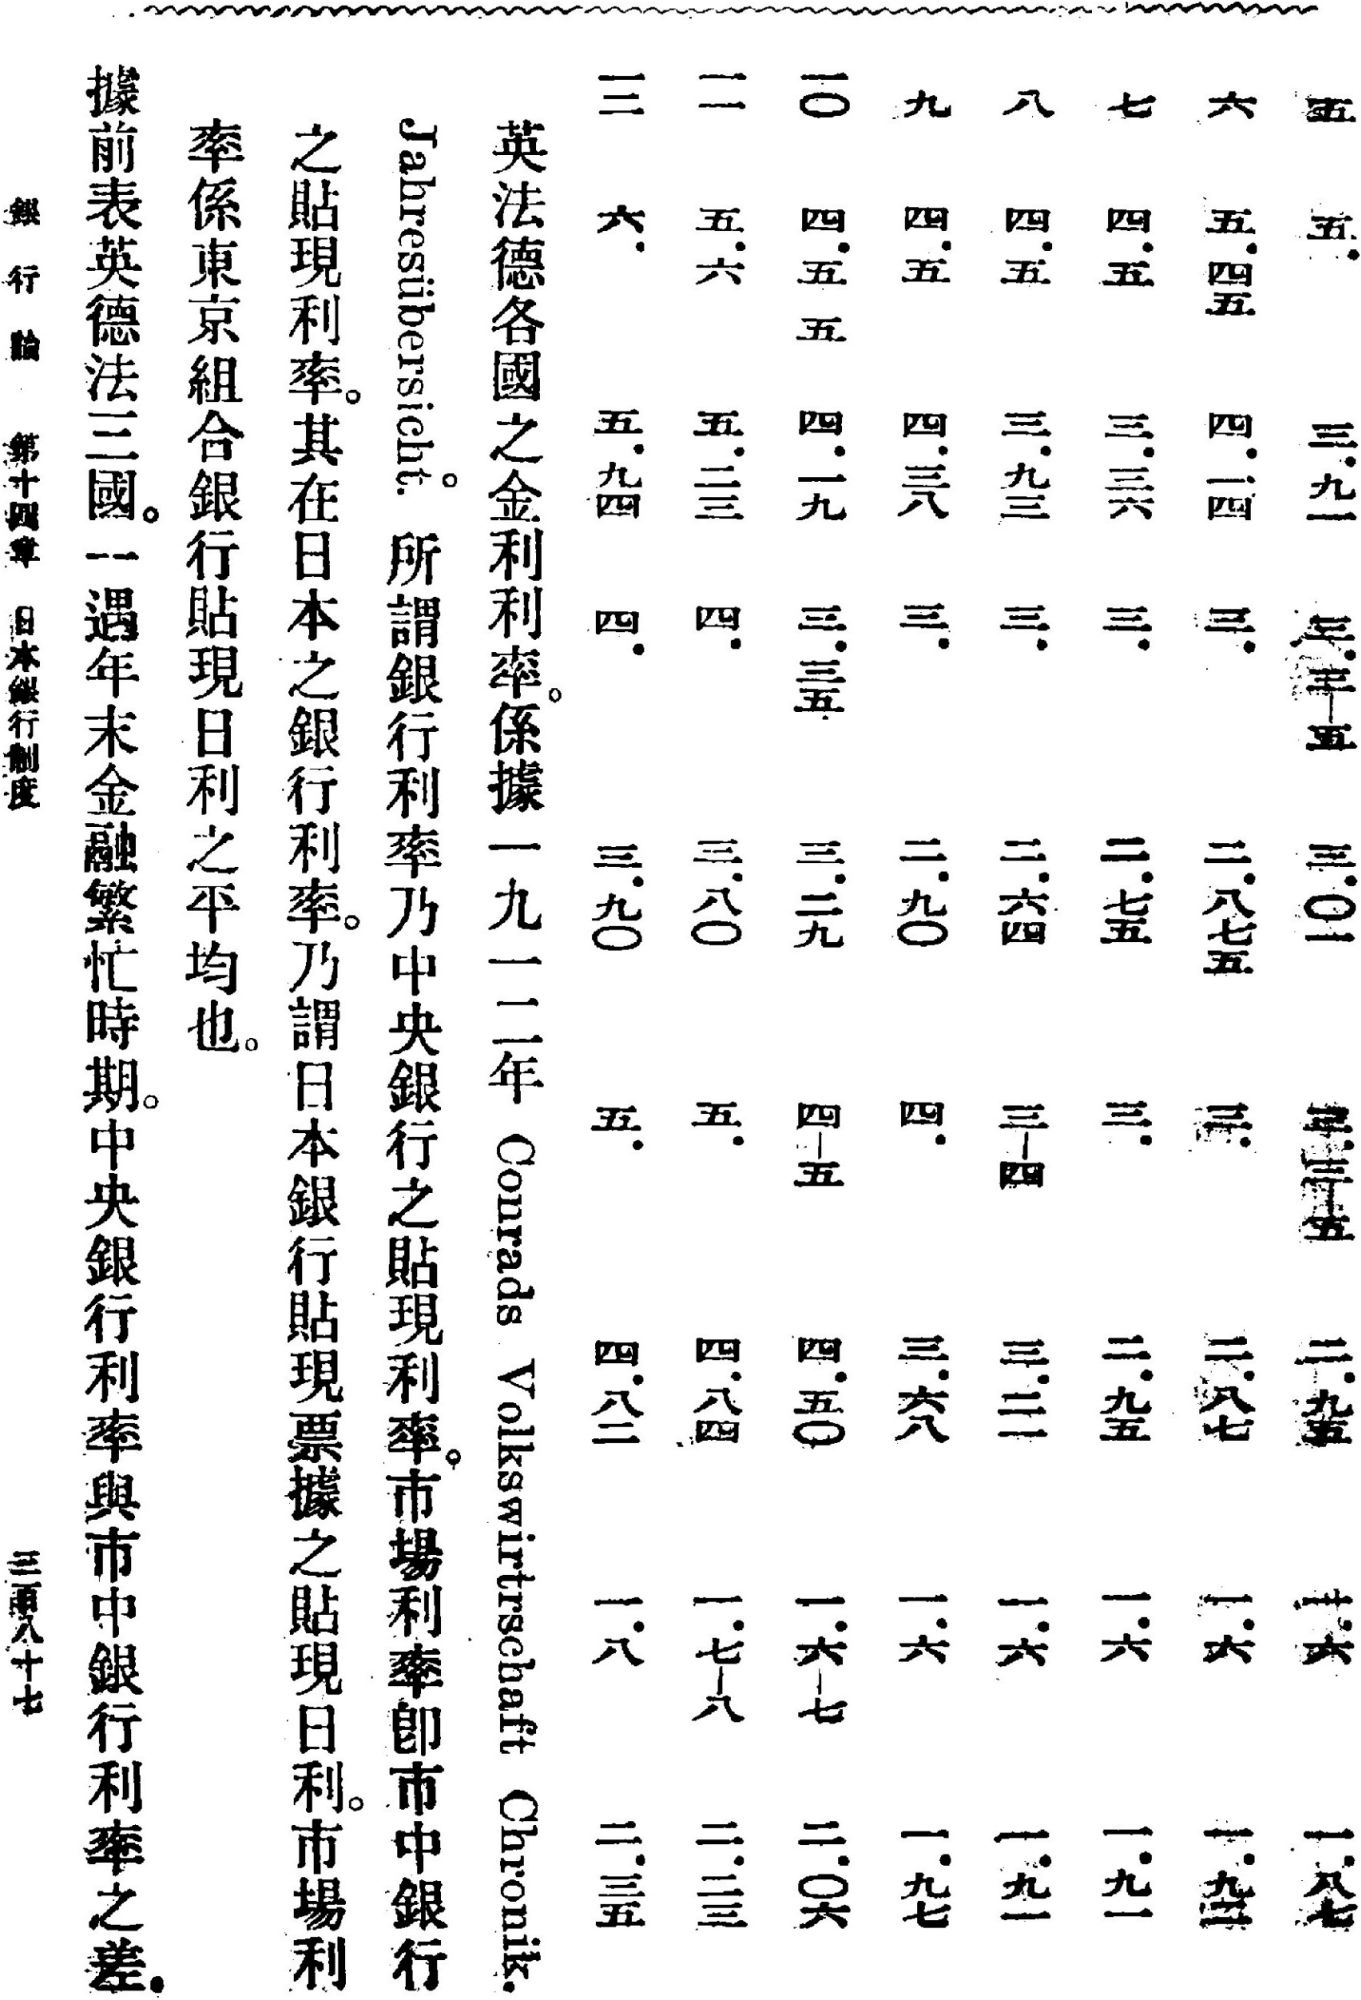 五 五. 三.九一 三.三—五 三.〇一 三.三—五 二.九五 一.六 一.八七
六 五.四五 四.一四 三. 二.八七五 三. 二.八七 一.六 一.九二
七 四.五 三.三六 三. 二.七五 三. 二.九五 一.六 一.九一
八 四.五 三.九三 三. 二.六四 三—四 三.二一 一.六 一.九一
九 四.五 四.三八 三. 二.九〇 四. 三.六八 一.六 一.九七
一〇 四.五五 四.一九 三.三五 三.二九 四—五 四.五〇 一.六—七 二.〇六
一一 五.六 五.二三 四. 三.八〇 五. 四.八四 一.七—八 二.二三
一二 六. 五.九四 四. 三.九〇 五. 四.八二 一.八 二.三五
英法德各國之金利利率。係據一九一二年 Conrads Volkswirtrschaft Chronik.
Jahresübersicht.。所謂銀行利率乃中央銀行之貼現利率。市場利率卽市中銀行
之貼現利率。其在日本之銀行利率。乃謂日本銀行貼現票據之貼現日利。市場利
率係東京組合銀行貼現日利之平均也。
據前表英德法三國。一遇年末金融繁忙時期。中央銀行利率與市中銀行利率之差.
銀行論 第十四章 日本銀行制度 三百八十七